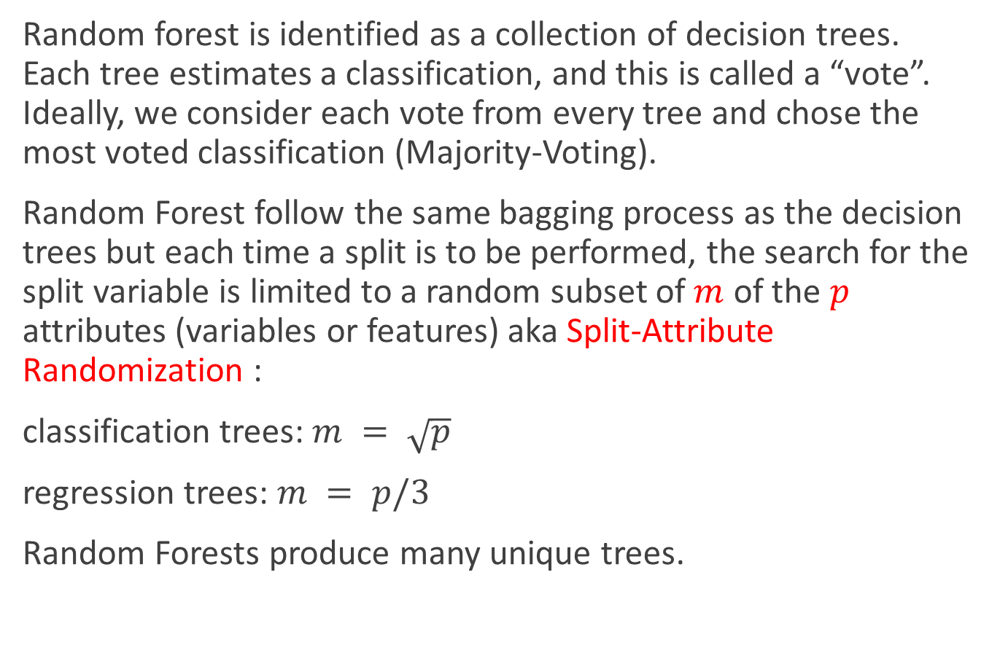 Random forest is identified as a collection of decision trees.
Each tree estimates a classification, and this is called a “vote”.
Ideally, we consider each vote from every tree and chose the
most voted classification (Majority-Voting).
Random Forest follow the same bagging process as the decision
trees but each time a split is to be performed, the search for the
split variable is limited to a random subset of 𝑚 of the 𝑝
attributes (variables or features) aka Split-Attribute
Randomization :
classification trees: 𝑚 = √𝑝
regression trees: 𝑚 = 𝑝/3
Random Forests produce many unique trees.